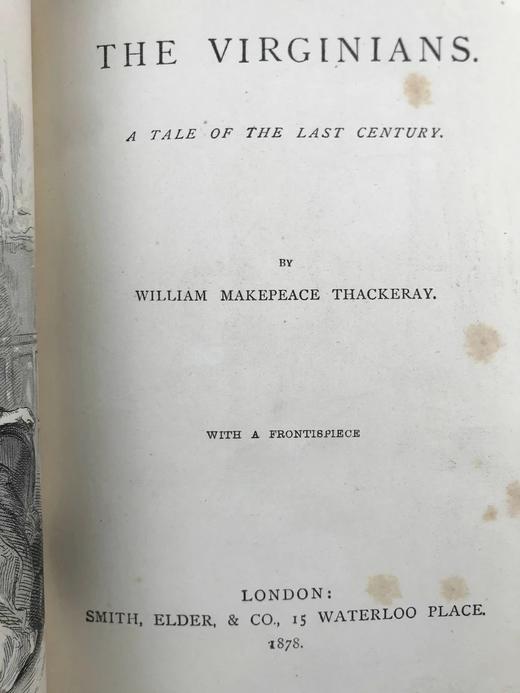 THE VIRGINIANS.
A TALE OF THE LAST CENTURY.
BY
WILLIAM MAKEPEACE THACKERAY.
WITH A FRONTISPIECE
LONDON:
SMITH, ELDER, & CO., 15 WATERLOO PLACE.
1878.